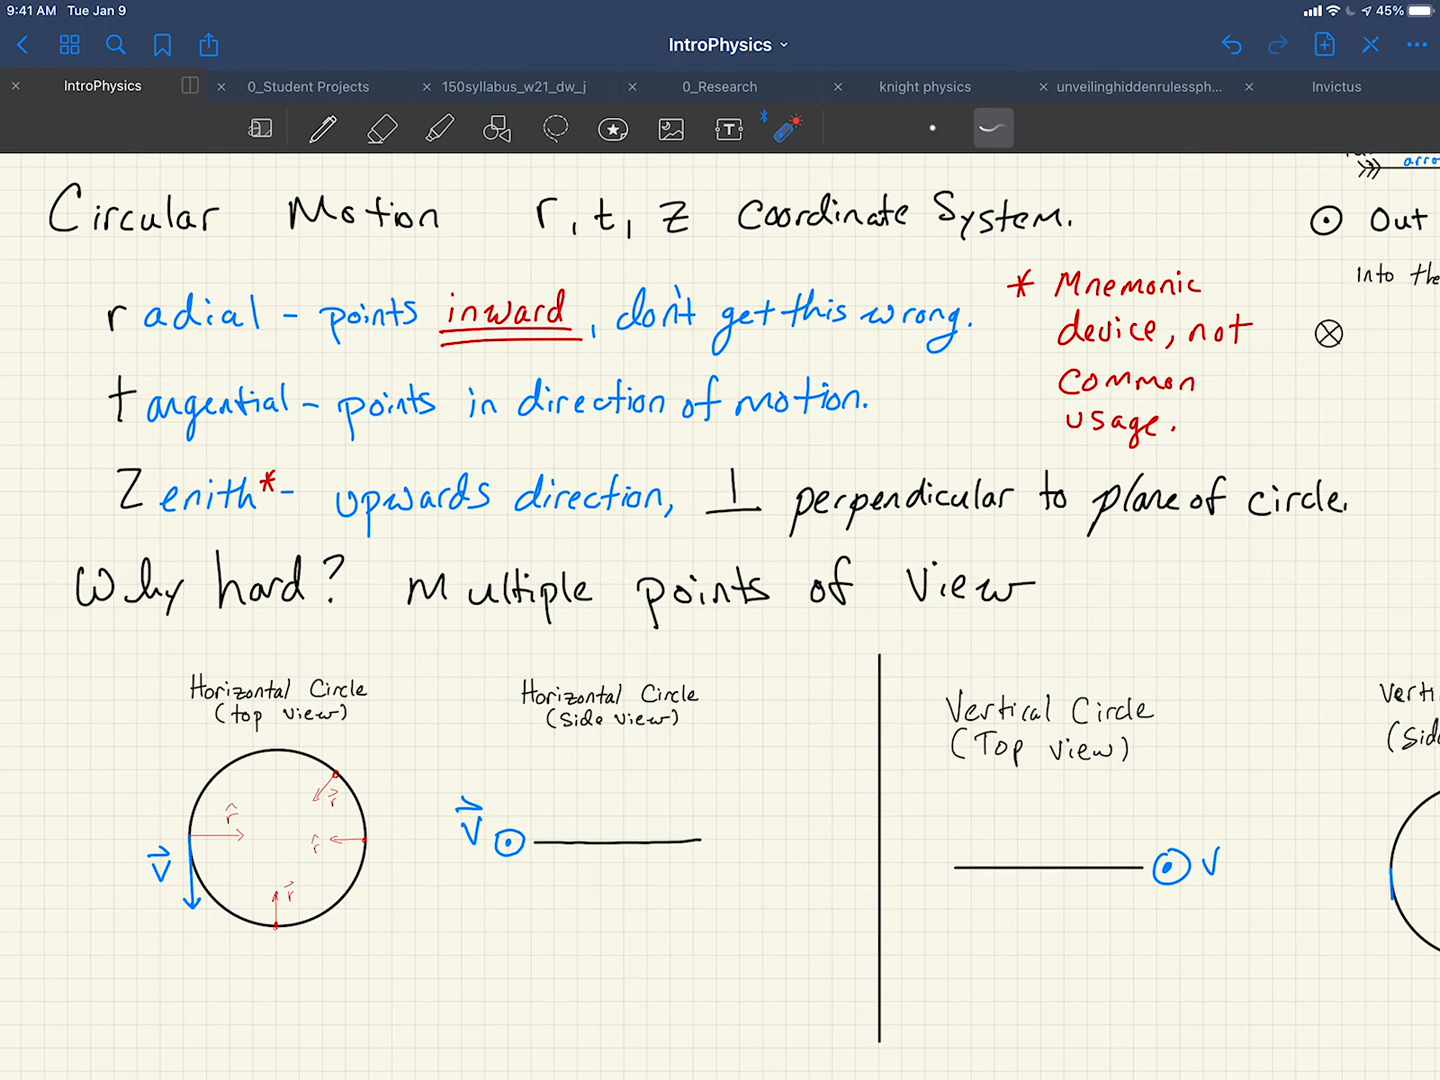 9:41 AM Tue Jan 9
45%
IntroPhysics
IntroPhysics
0_Student Projects
150syllabus_w21_dw_j
0_Research
knight physics
unveilinghiddenrulessph...
Invictus
T
Circular Motion r, t, z Coordinate System.
radial - points inward, don't get this wrong.
tangential - points in direction of motion.
Zenith* - upwards direction, ⊥ perpendicular to plane of circle.
* Mnemonic
device, not
common
usage.
⊙ Out
into the
⊗
Why hard? Multiple points of view
Horizontal Circle
(top view)
r̂
r⃗
r̂
r⃗
V⃗
Horizontal Circle
(side view)
V⃗ ⊙
Vertical Circle
(Top view)
⊙ V